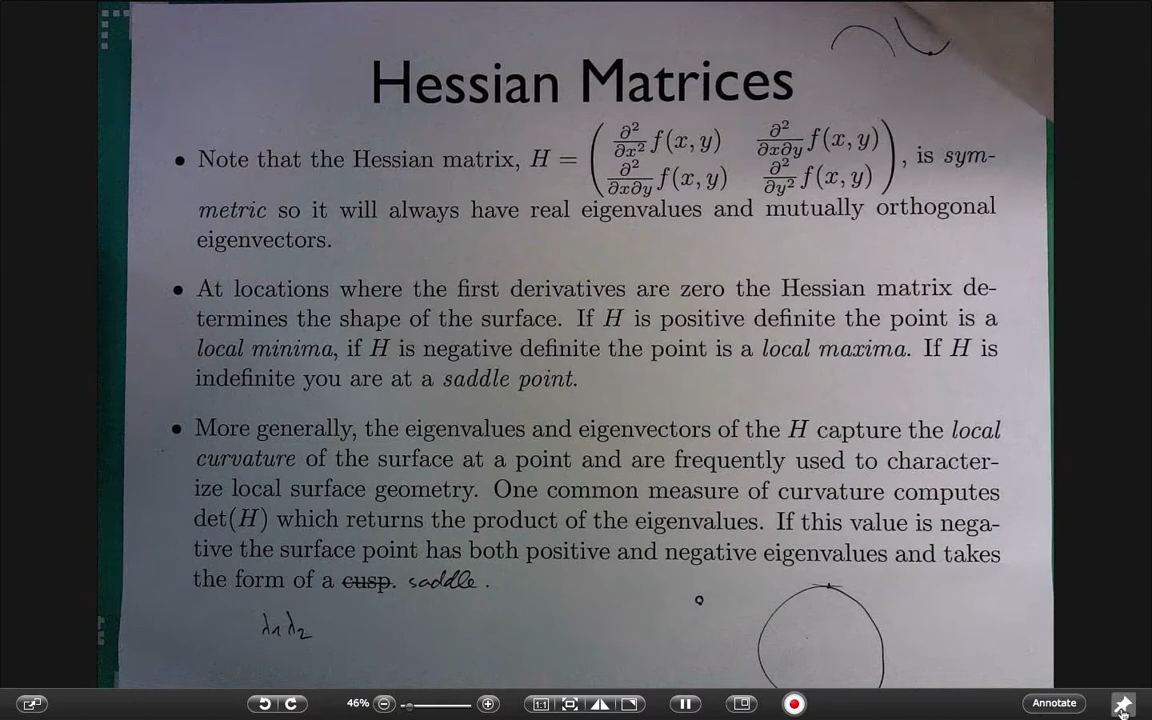 Hessian Matrices
• Note that the Hessian matrix, H = ( ∂²/∂x² f(x, y) ∂²/∂x∂y f(x, y) ; ∂²/∂x∂y f(x, y) ∂²/∂y² f(x, y) ), is sym-
metric so it will always have real eigenvalues and mutually orthogonal
eigenvectors.
• At locations where the first derivatives are zero the Hessian matrix de-
termines the shape of the surface. If H is positive definite the point is a
local minima, if H is negative definite the point is a local maxima. If H is
indefinite you are at a saddle point.
• More generally, the eigenvalues and eigenvectors of the H capture the local
curvature of the surface at a point and are frequently used to character-
ize local surface geometry. One common measure of curvature computes
det(H) which returns the product of the eigenvalues. If this value is nega-
tive the surface point has both positive and negative eigenvalues and takes
the form of a cusp. saddle.
λ1λ2
46%
1:1
Annotate